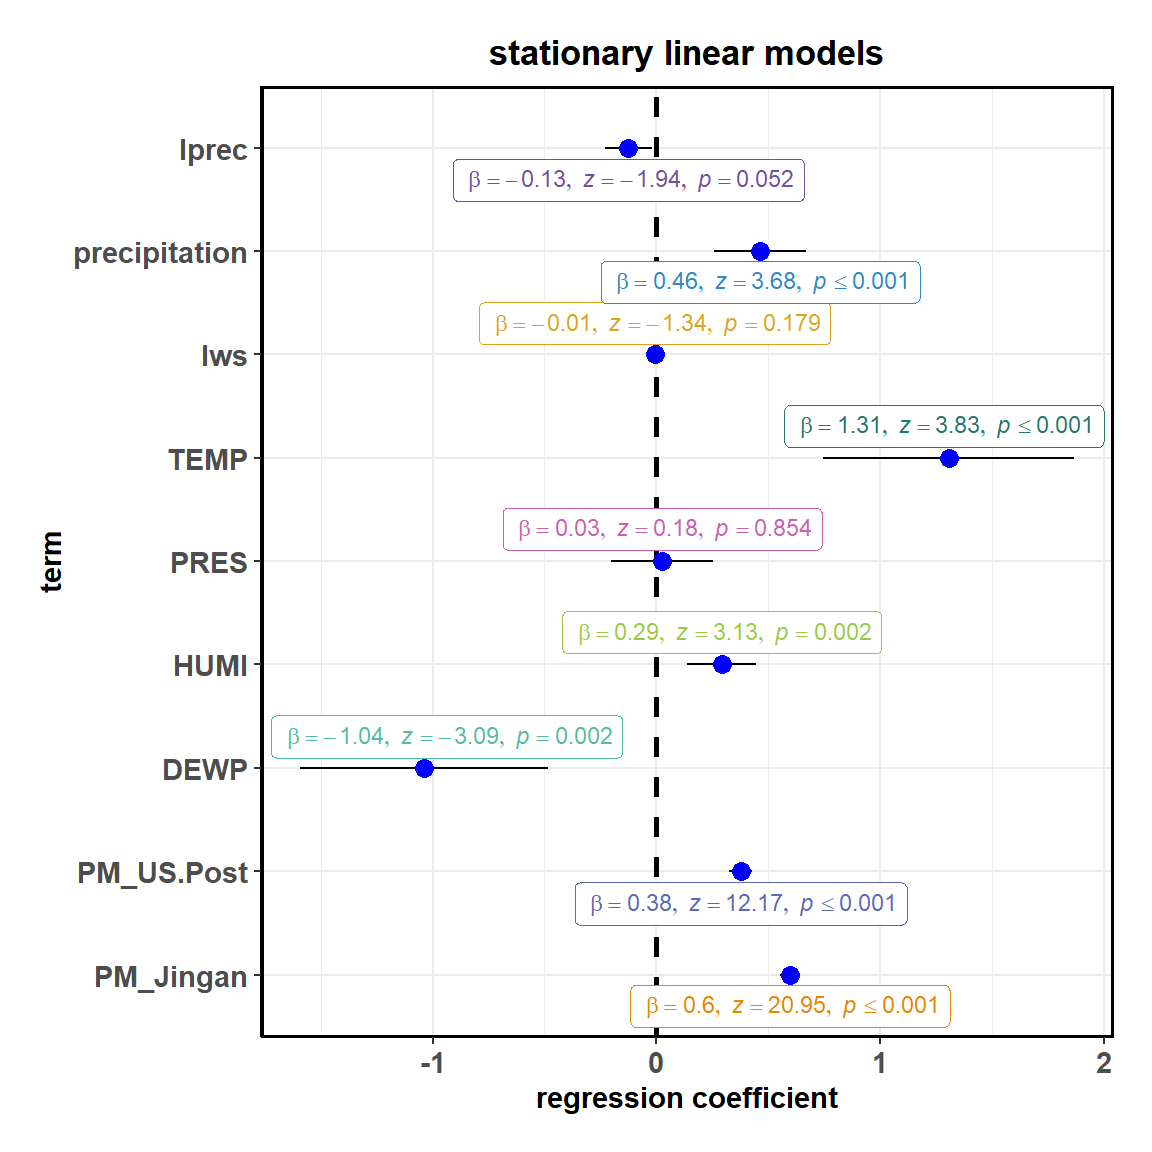 stationary linear models
Iprec
β = −0.13, z = −1.94, p = 0.052
precipitation
β = 0.46, z = 3.68, p ≤ 0.001
β = −0.01, z = −1.34, p = 0.179
Iws
β = 1.31, z = 3.83, p ≤ 0.001
TEMP
β = 0.03, z = 0.18, p = 0.854
PRES
term
β = 0.29, z = 3.13, p = 0.002
HUMI
β = −1.04, z = −3.09, p = 0.002
DEWP
PM_US.Post
β = 0.38, z = 12.17, p ≤ 0.001
PM_Jingan
β = 0.6, z = 20.95, p ≤ 0.001
-1 0 1 2
regression coefficient